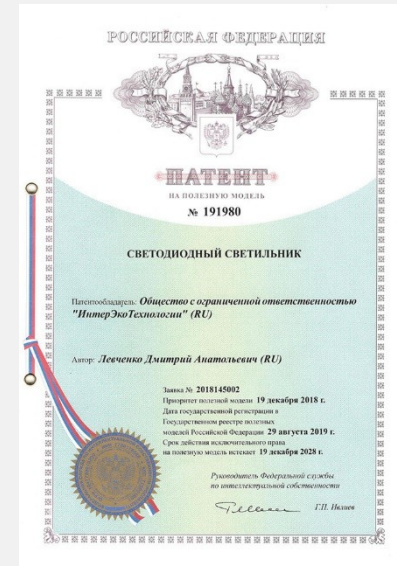 РОССИЙСКАЯ ФЕДЕРАЦИЯ
ПАТЕНТ
НА ПОЛЕЗНУЮ МОДЕЛЬ
№ 191980
СВЕТОДИОДНЫЙ СВЕТИЛЬНИК
Патентообладатель: Общество с ограниченной ответственностью
"ИнтерЭкоТехнологии" (RU)
Автор: Левченко Дмитрий Анатольевич (RU)
Заявка № 2018145002
Приоритет полезной модели 19 декабря 2018 г.
Дата государственной регистрации в
Государственном реестре полезных
моделей Российской Федерации 29 августа 2019 г.
Срок действия исключительного права
на полезную модель истекает 19 декабря 2028 г.
Руководитель Федеральной службы
по интеллектуальной собственности
Г.П. Ивлиев